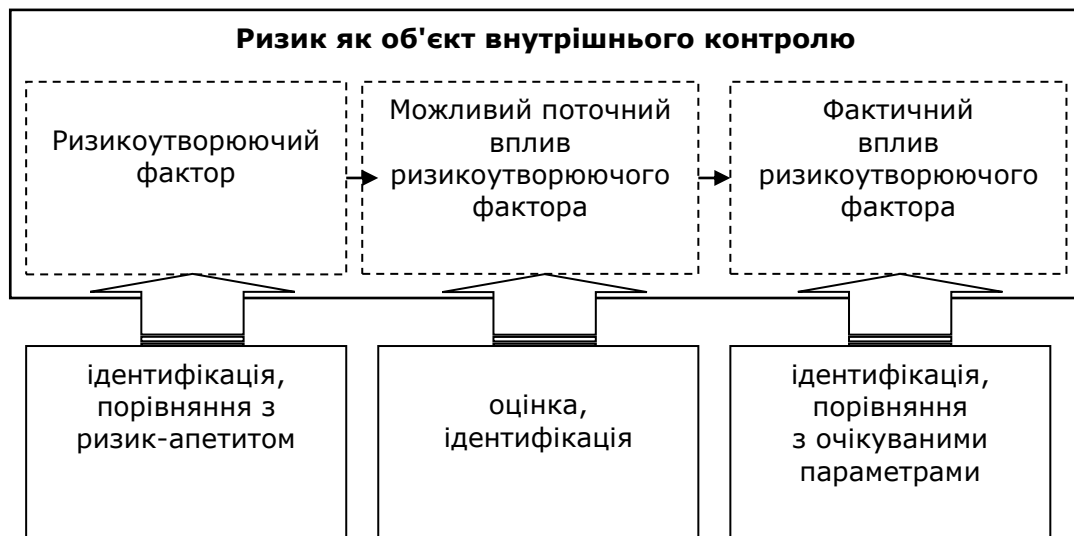 Ризик як об'єкт внутрішнього контролю
Ризикоутворюючий
фактор
Можливий поточний
вплив
ризикоутворюючого
фактора
Фактичний
вплив
ризикоутворюючого
фактора
ідентифікація,
порівняння з
ризик-апетитом
оцінка,
ідентифікація
ідентифікація,
порівняння
з очікуваними
параметрами